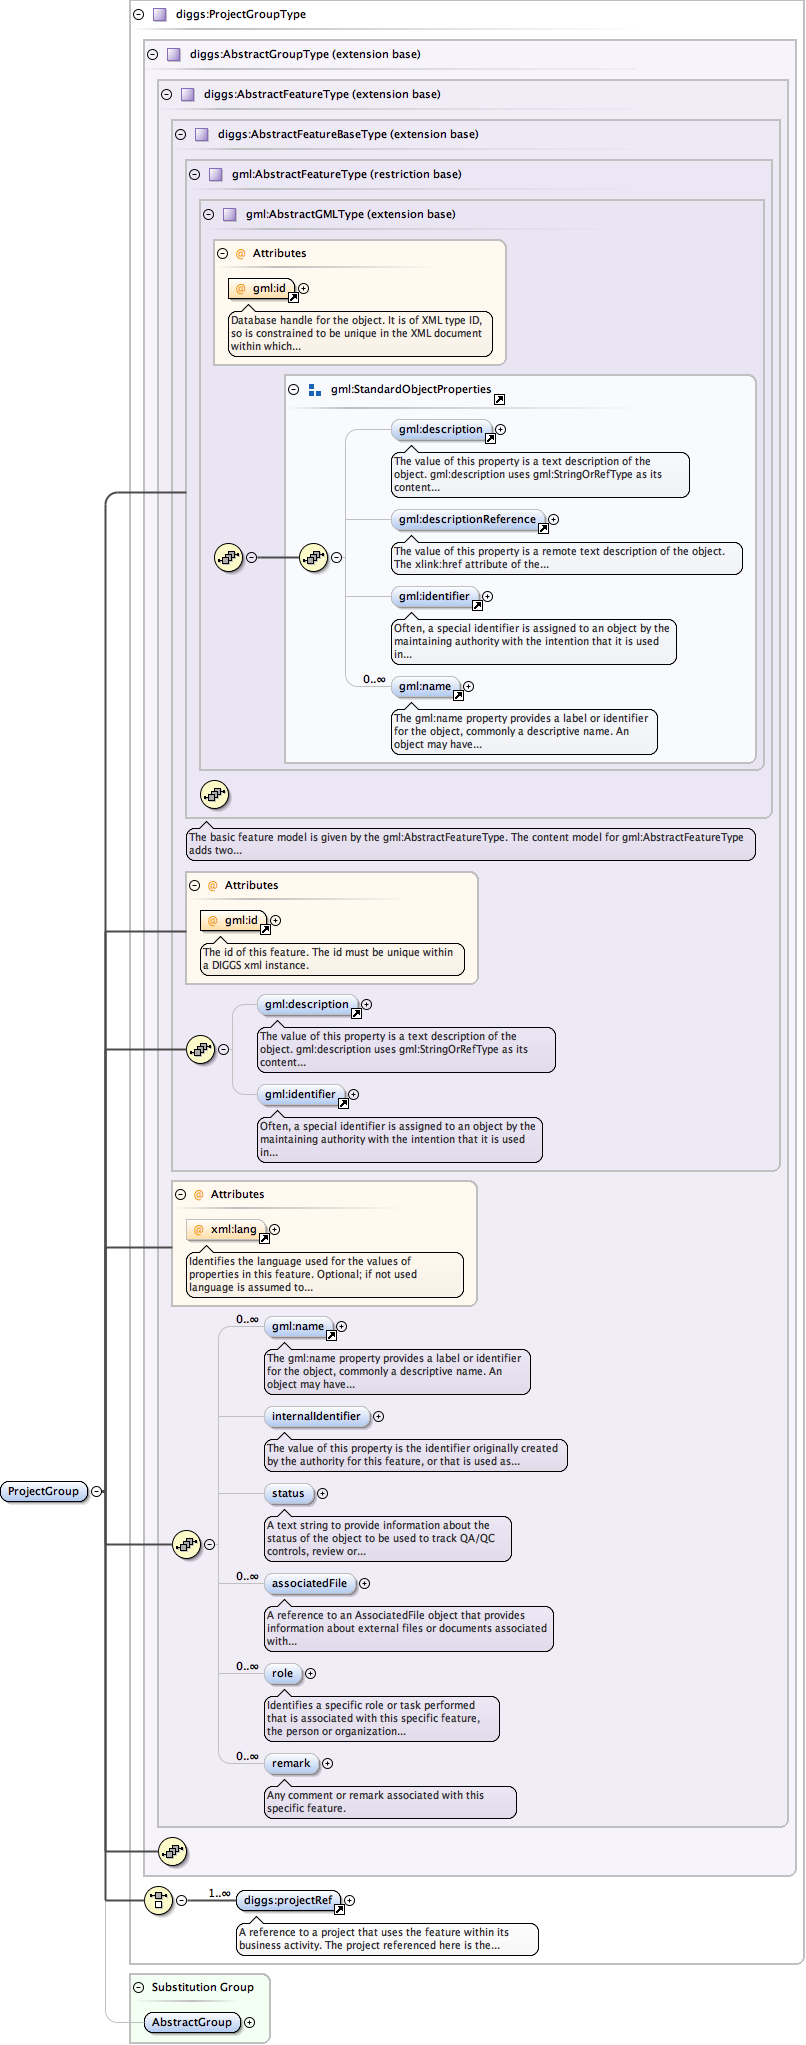 diggs:ProjectGroupType
diggs:AbstractGroupType (extension base)
diggs:AbstractFeatureType (extension base)
diggs:AbstractFeatureBaseType (extension base)
gml:AbstractFeatureType (restriction base)
gml:AbstractGMLType (extension base)
@ Attributes
@ gml:id
Database handle for the object. It is of XML type ID,
so is constrained to be unique in the XML document
within which...
gml:StandardObjectProperties
gml:description
The value of this property is a text description of the
object. gml:description uses gml:StringOrRefType as its
content...
gml:descriptionReference
The value of this property is a remote text description of the object.
The xlink:href attribute of the...
gml:identifier
Often, a special identifier is assigned to an object by the
maintaining authority with the intention that it is used
in...
0..∞
gml:name
The gml:name property provides a label or identifier
for the object, commonly a descriptive name. An
object may have...
The basic feature model is given by the gml:AbstractFeatureType. The content model for gml:AbstractFeatureType
adds two...
@ Attributes
@ gml:id
The id of this feature. The id must be unique within
a DIGGS xml instance.
gml:description
The value of this property is a text description of the
object. gml:description uses gml:StringOrRefType as its
content...
gml:identifier
Often, a special identifier is assigned to an object by the
maintaining authority with the intention that it is used
in...
@ Attributes
@ xml:lang
Identifies the language used for the values of
properties in this feature. Optional; if not used
language is assumed to...
0..∞
gml:name
The gml:name property provides a label or identifier
for the object, commonly a descriptive name. An
object may have...
internalIdentifier
The value of this property is the identifier originally created
by the authority for this feature, or that is used as...
ProjectGroup
status
A text string to provide information about the
status of the object to be used to track QA/QC
controls, review or...
0..∞
associatedFile
A reference to an AssociatedFile object that provides
information about external files or documents associated
with...
0..∞
role
Identifies a specific role or task performed
that is associated with this specific feature,
the person or organization...
0..∞
remark
Any comment or remark associated with this
specific feature.
1..∞
diggs:projectRef
A reference to a project that uses the feature within its
business activity. The project referenced here is the...
Substitution Group
AbstractGroup